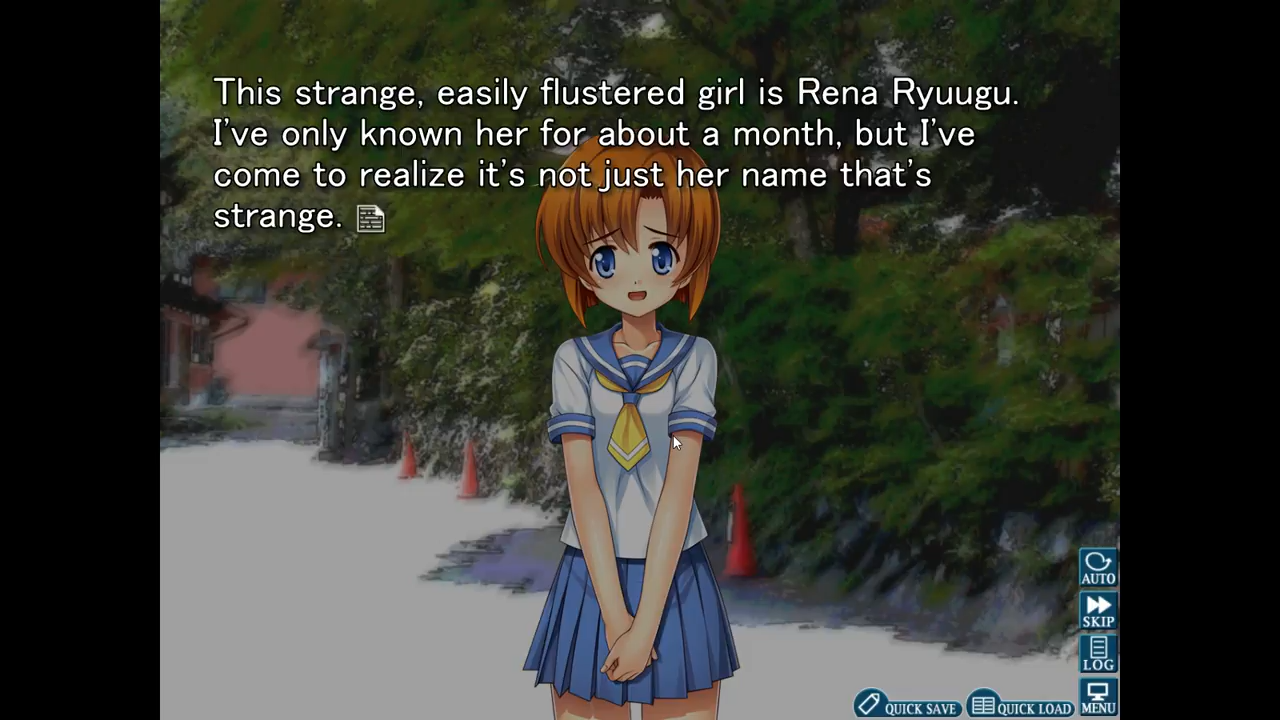 This strange, easily flustered girl is Rena Ryuugu.
I've only known her for about a month, but I've
come to realize it's not just her name that's
strange.
AUTO
SKIP
LOG
MENU
QUICK SAVE
QUICK LOAD